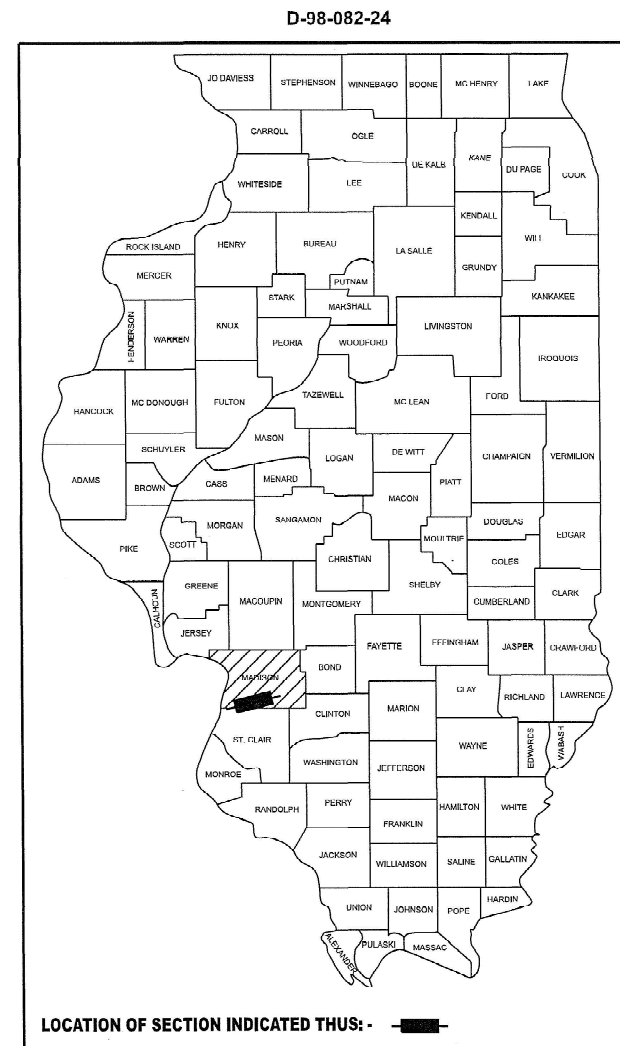 D-98-082-24
JO DAVIESS STEPHENSON WINNEBAGO BOONE MC HENRY LAKE
CARROLL OGLE
DE KALB KANE DU PAGE COOK
WHITESIDE LEE
KENDALL
ROCK ISLAND HENRY BUREAU LA SALLE WILL
MERCER PUTNAM GRUNDY
STARK MARSHALL KANKAKEE
HENDERSON WARREN KNOX PEORIA WOODFORD LIVINGSTON
IROQUOIS
HANCOCK MC DONOUGH FULTON TAZEWELL MC LEAN FORD
SCHUYLER MASON
ADAMS BROWN CASS MENARD LOGAN DE WITT PIATT CHAMPAIGN VERMILION
MACON
PIKE SCOTT MORGAN SANGAMON MOULTRIE DOUGLAS EDGAR
CHRISTIAN COLES
CALHOUN GREENE MACOUPIN MONTGOMERY SHELBY CUMBERLAND CLARK
JERSEY
FAYETTE EFFINGHAM JASPER CRAWFORD
MADISON BOND
CLAY RICHLAND LAWRENCE
CLINTON MARION
ST. CLAIR WAYNE EDWARDS WABASH
MONROE WASHINGTON JEFFERSON
RANDOLPH PERRY HAMILTON WHITE
FRANKLIN
JACKSON WILLIAMSON SALINE GALLATIN
UNION JOHNSON POPE HARDIN
ALEXANDER PULASKI MASSAC
LOCATION OF SECTION INDICATED THUS: -